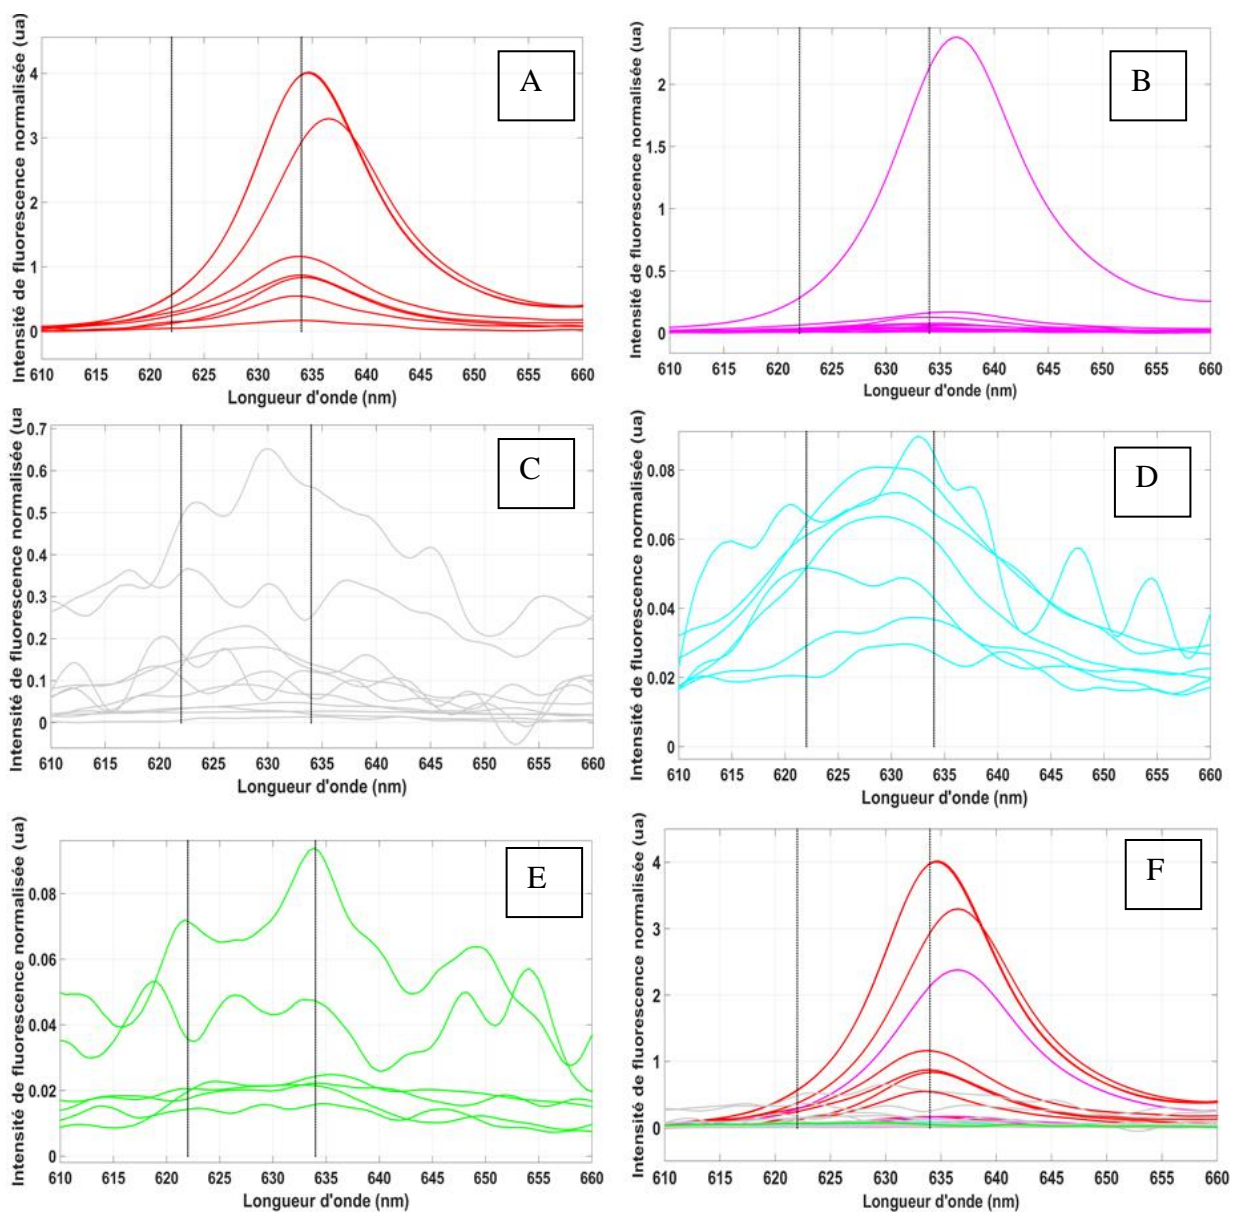 Intensité de fluorescence normalisée (ua)
A
4
3
2
1
0
610 615 620 625 630 635 640 645 650 655 660
Longueur d'onde (nm)
Intensité de fluorescence normalisée (ua)
B
2
1.5
1
0.5
0
610 615 620 625 630 635 640 645 650 655 660
Longueur d'onde (nm)
Intensité de fluorescence normalisée (ua
C
0.7
0.6
0.5
0.4
0.3
0.2
0.1
0
610 615 620 625 630 635 640 645 650 655 660
Longueur d'onde (nm)
Intensité de fluorescence normalisée (ua)
D
0.08
0.06
0.04
0.02
0
610 615 620 625 630 635 640 645 650 655 660
Longueur d'onde (nm)
Intensité de fluorescence normalisée (ua)
E
0.08
0.06
0.04
0.02
0
610 615 620 625 630 635 640 645 650 655 660
Longueur d'onde (nm)
Intensité de fluorescence normalisée (ua)
F
4
3
2
1
0
610 615 620 625 630 635 640 645 650 655 660
Longueur d'onde (nm)